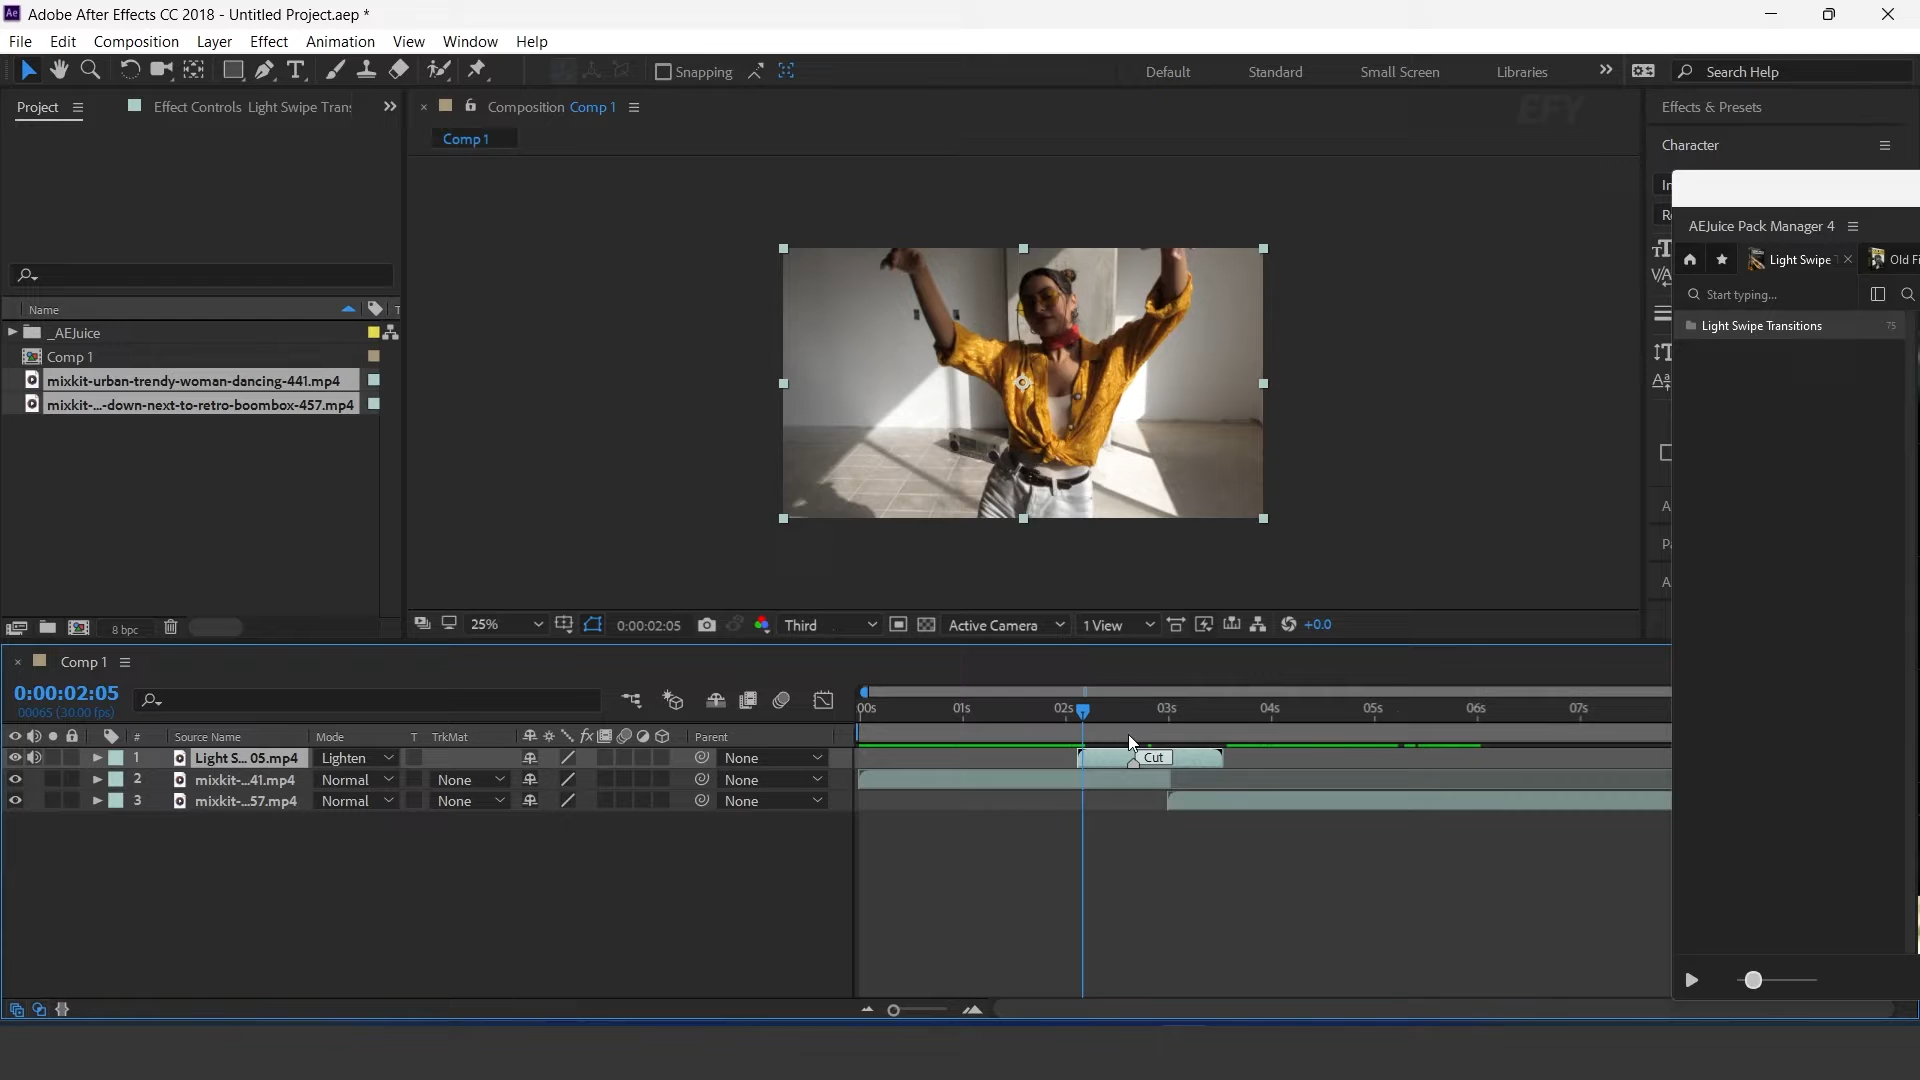 Ae Adobe After Effects CC 2018 - Untitled Project.aep *
File Edit Composition Layer Effect Animation View Window Help
Snapping Default Standard Small Screen Libraries Search Help
Project Effect Controls Light Swipe Trans Composition Comp 1 EFY Effects & Presets
Comp 1 Character
AEJuice Pack Manager 4
Light Swipe T Old Fi
Start typing...
Light Swipe Transitions 75
Name
_AEJuice
Comp 1
mixkit-urban-trendy-woman-dancing-441.mp4
mixkit-...-down-next-to-retro-boombox-457.mp4
8 bpc 25% 0:00:02:05 Third Active Camera 1 View +0.0
Comp 1
0:00:02:05
00065 (30.00 fps)
00s 01s 02s 03s 04s 05s 06s 07s
# Source Name Mode T TrkMat fx Parent
1 Light S... 05.mp4 Lighten None Cut
2 mixkit-...41.mp4 Normal None None
3 mixkit-...57.mp4 Normal None None